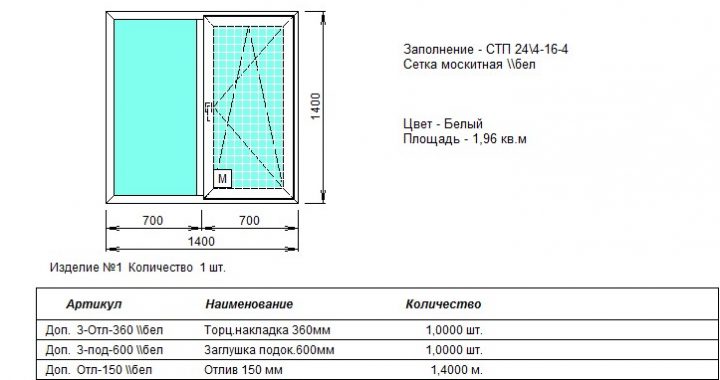 Заполнение - СТП 24\4-16-4
Сетка москитная \\бел
1400
Цвет - Белый
Площадь - 1,96 кв.м
М
700 700
1400
Изделие №1 Количество 1 шт.
Артикул Наименование Количество
Доп. 3-Отл-360 \\бел Торц.накладка 360мм 1,0000 шт.
Доп. 3-под-600 \\бел Заглушка подок.600мм 1,0000 шт.
Доп. Отл-150 \\бел Отлив 150 мм 1,4000 м.